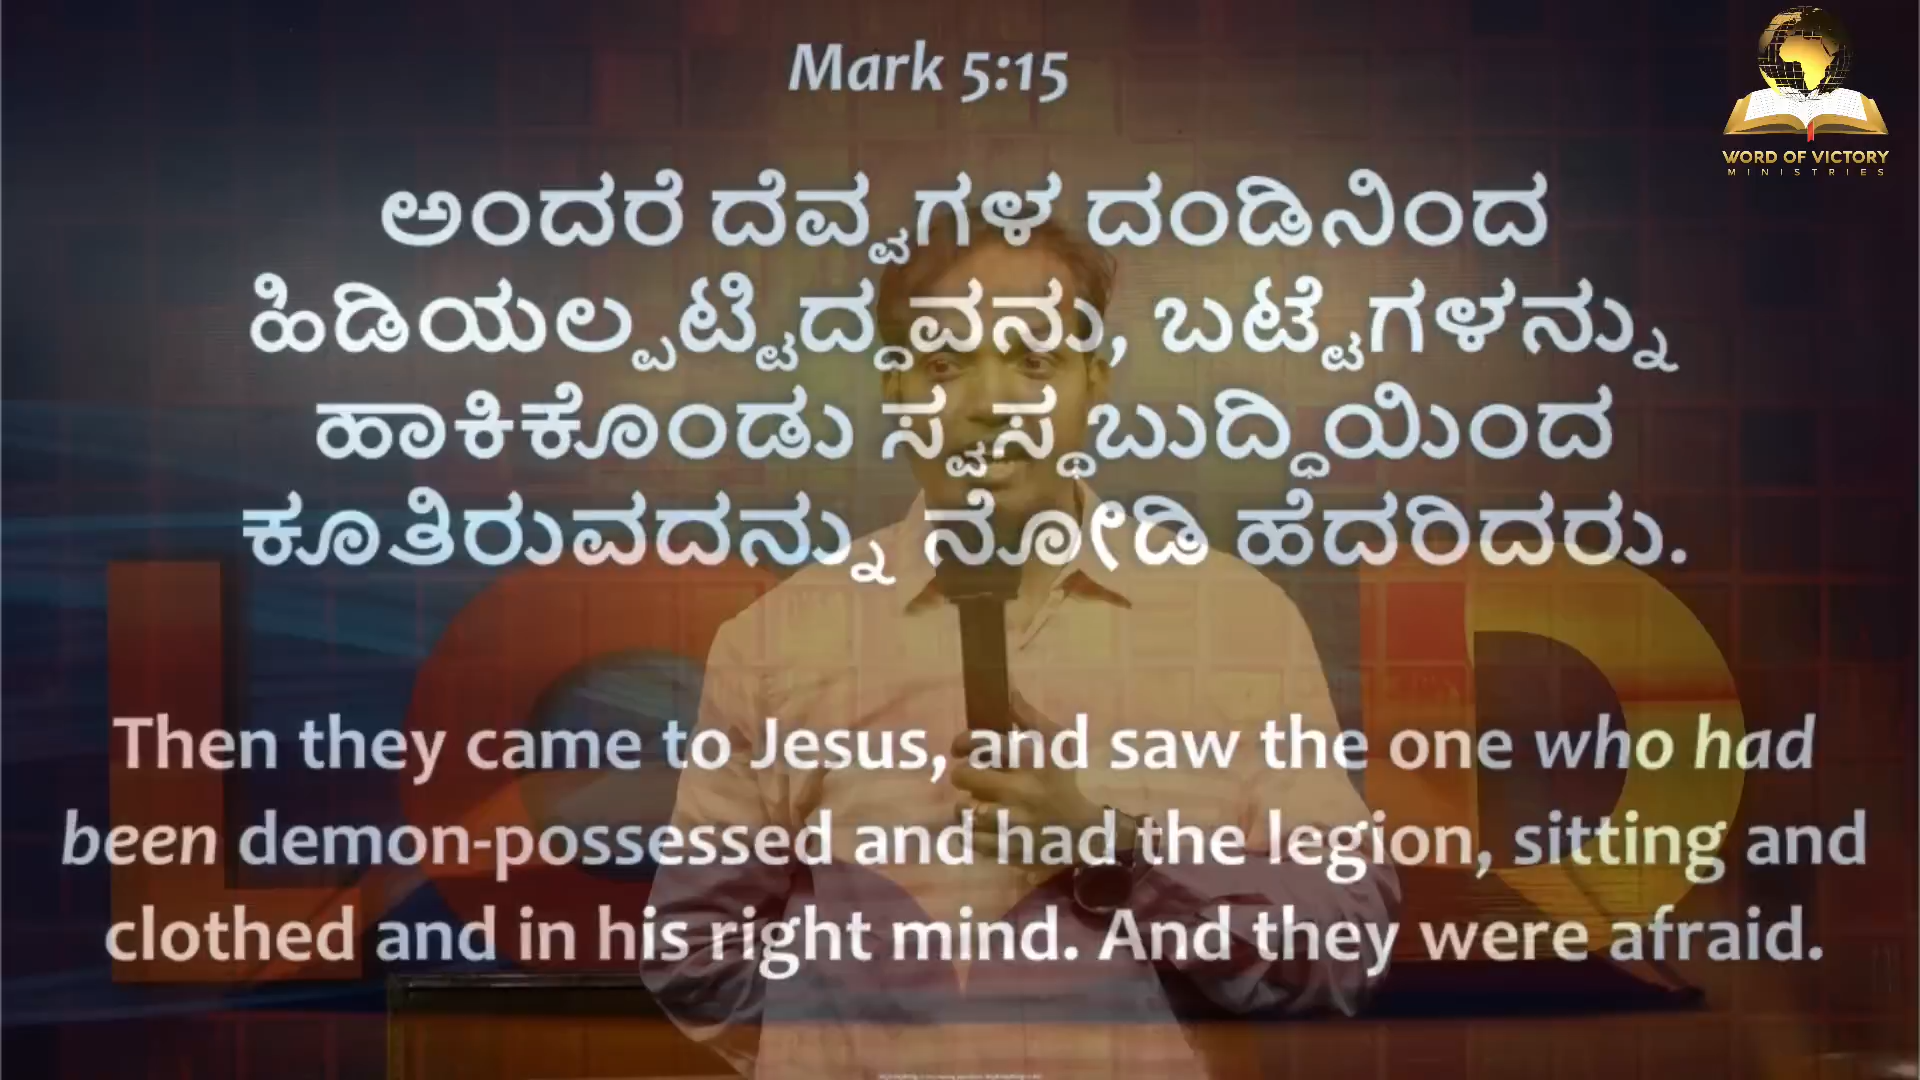 Mark 5:15
WORD OF VICTORY
MINISTRIES
ಅಂದರೆ ದೆವ್ವಗಳ ದಂಡಿನಿಂದ
ಹಿಡಿಯಲ್ಪಟ್ಟಿದ್ದವನು, ಬಟ್ಟೆಗಳನ್ನು
ಹಾಕಿಕೊಂಡು ಸ್ವಸ್ಥಬುದ್ಧಿಯಿಂದ
ಕೂತಿರುವದನ್ನು ನೋಡಿ ಹೆದರಿದರು.
Then they came to Jesus, and saw the one who had
been demon-possessed and had the legion, sitting and
clothed and in his right mind. And they were afraid.